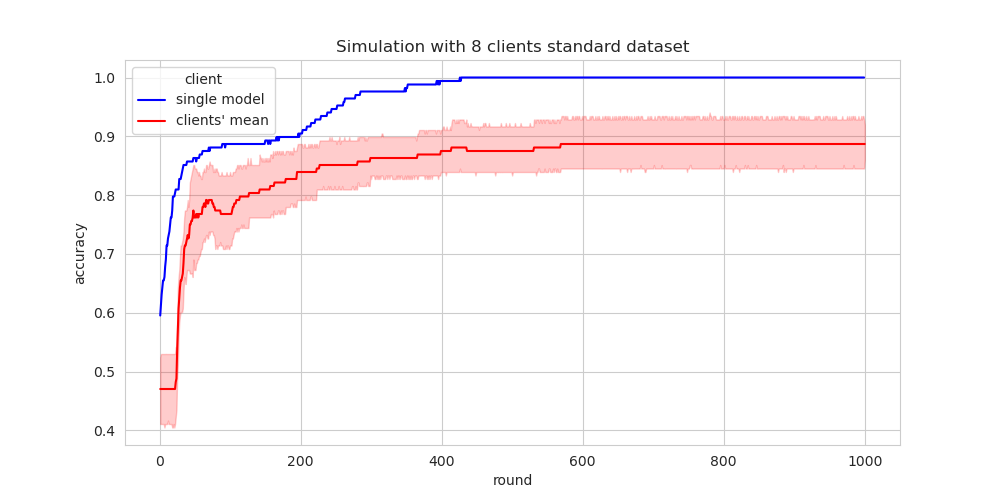 Simulation with 8 clients standard dataset
client
single model
clients' mean
1.0
0.9
0.8
0.7
0.6
0.5
0.4
accuracy
0 200 400 600 800 1000
round